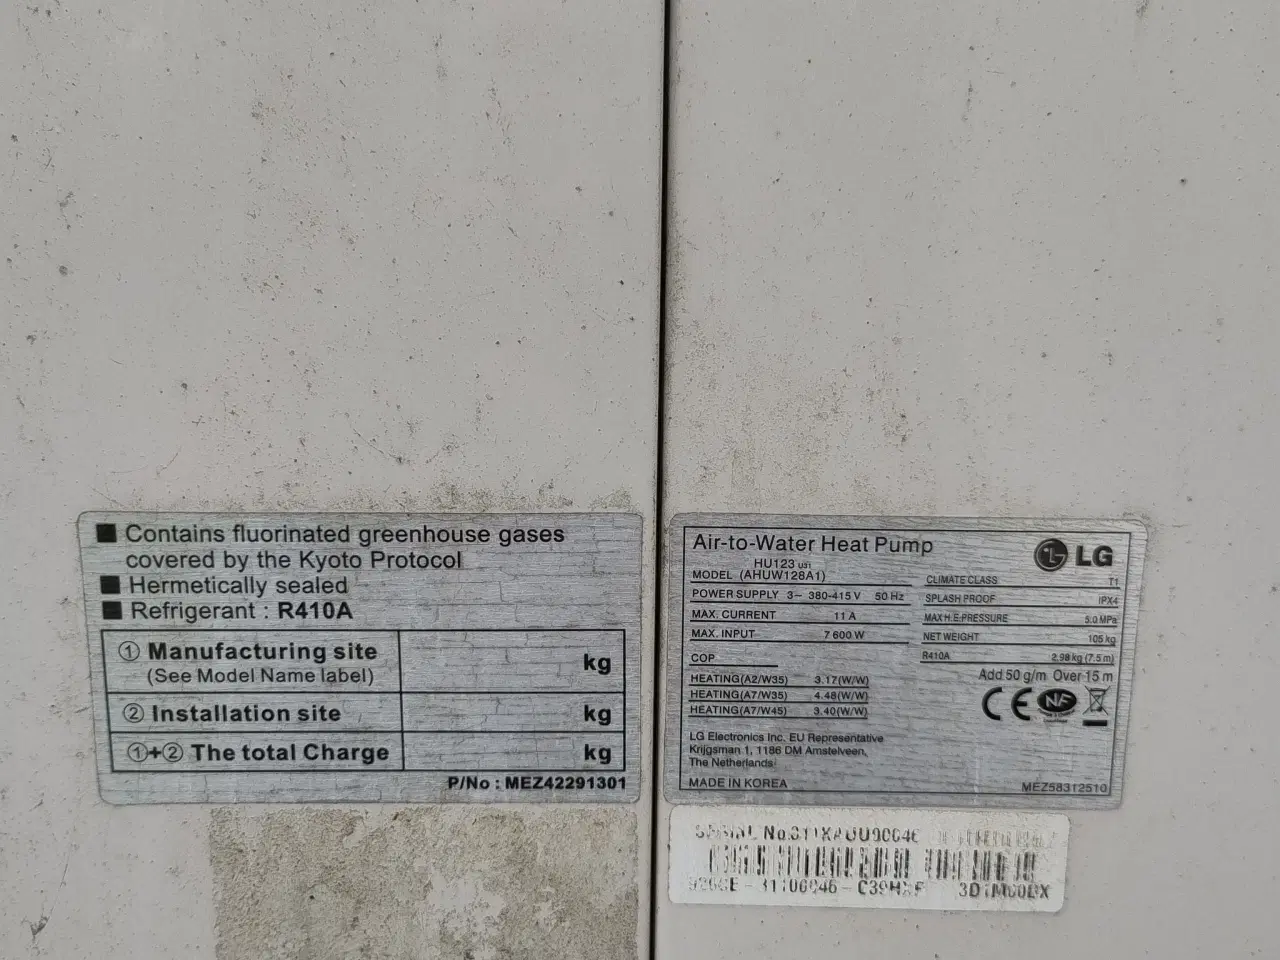 ■ Contains fluorinated greenhouse gases
covered by the Kyoto Protocol
■ Hermetically sealed
■ Refrigerant : R410A
① Manufacturing site
(See Model Name label)
kg
② Installation site
kg
①+② The total Charge
kg
P/No : MEZ42291301
Air-to-Water Heat Pump
LG
HU123 U31
MODEL (AHUW128A1)
POWER SUPPLY 3~ 380-415 V 50 Hz
MAX. CURRENT 11 A
MAX. INPUT 7 600 W
COP
HEATING(A2/W35) 3.17(W/W)
HEATING(A7/W35) 4.48(W/W)
HEATING(A7/W45) 3.40(W/W)
CLIMATE CLASS T1
SPLASH PROOF IPX4
MAX H.E.PRESSURE 5.0 MPa
NET WEIGHT 105 kg
R410A 2.98 kg (7.5 m)
Add 50 g/m Over 15 m
CE NF
LG Electronics Inc. EU Representative
Krijgsman 1, 1186 DM Amstelveen,
The Netherlands
MADE IN KOREA
MEZ58312510
SERIAL No.